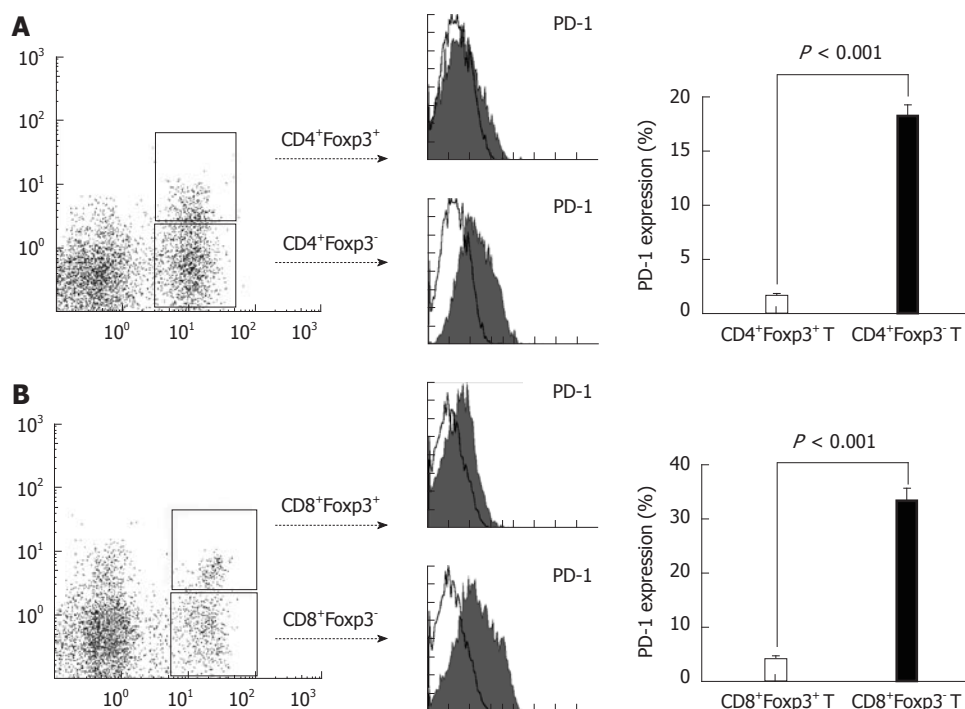 A
10³
10²
10¹
10⁰
10⁰ 10¹ 10² 10³
CD4⁺Foxp3⁺
CD4⁺Foxp3⁻
PD-1
PD-1
P < 0.001
PD-1 expression (%)
20
15
10
5
0
CD4⁺Foxp3⁺ T CD4⁺Foxp3⁻ T
B
10³
10²
10¹
10⁰
10⁰ 10¹ 10² 10³
CD8⁺Foxp3⁺
CD8⁺Foxp3⁻
PD-1
PD-1
P < 0.001
PD-1 expression (%)
40
30
20
10
0
CD8⁺Foxp3⁺ T CD8⁺Foxp3⁻ T